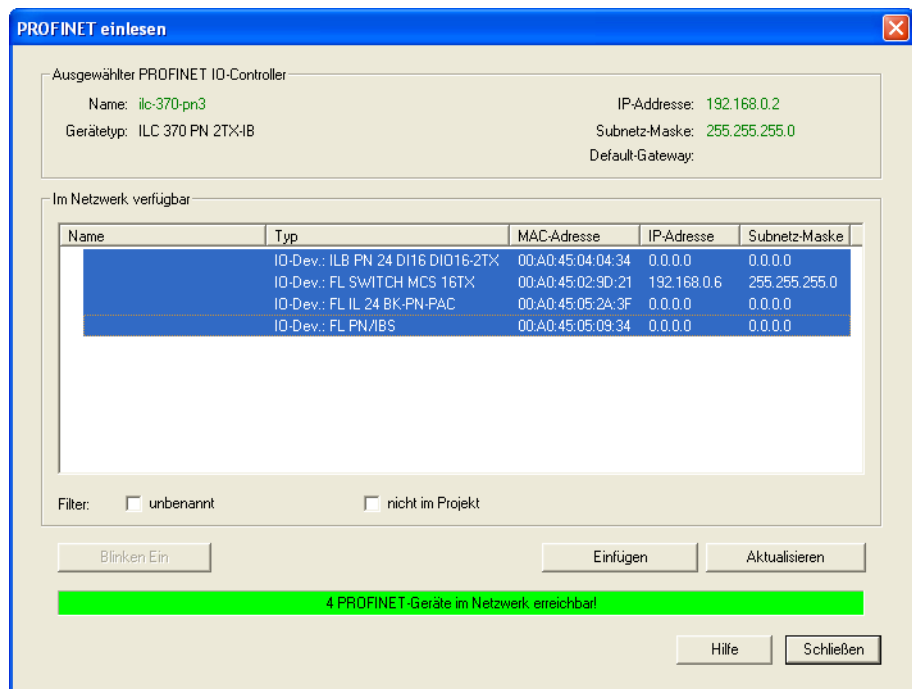 PROFINET einlesen
Ausgewählter PROFINET IO-Controller
Name: ilc-370-pn3 IP-Addresse: 192.168.0.2
Gerätetyp: ILC 370 PN 2TX-IB Subnetz-Maske: 255.255.255.0
Default-Gateway:
Im Netzwerk verfügbar
Name Typ MAC-Adresse IP-Adresse Subnetz-Maske
IO-Dev.: ILB PN 24 DI16 DIO16-2TX 00:A0:45:04:04:34 0.0.0.0 0.0.0.0
IO-Dev.: FL SWITCH MCS 16TX 00:A0:45:02:9D:21 192.168.0.6 255.255.255.0
IO-Dev.: FL IL 24 BK-PN-PAC 00:A0:45:05:2A:3F 0.0.0.0 0.0.0.0
IO-Dev.: FL PN/IBS 00:A0:45:05:09:34 0.0.0.0 0.0.0.0
Filter: unbenannt nicht im Projekt
Blinken Ein Einfügen Aktualisieren
4 PROFINET-Geräte im Netzwerk erreichbar!
Hilfe Schließen